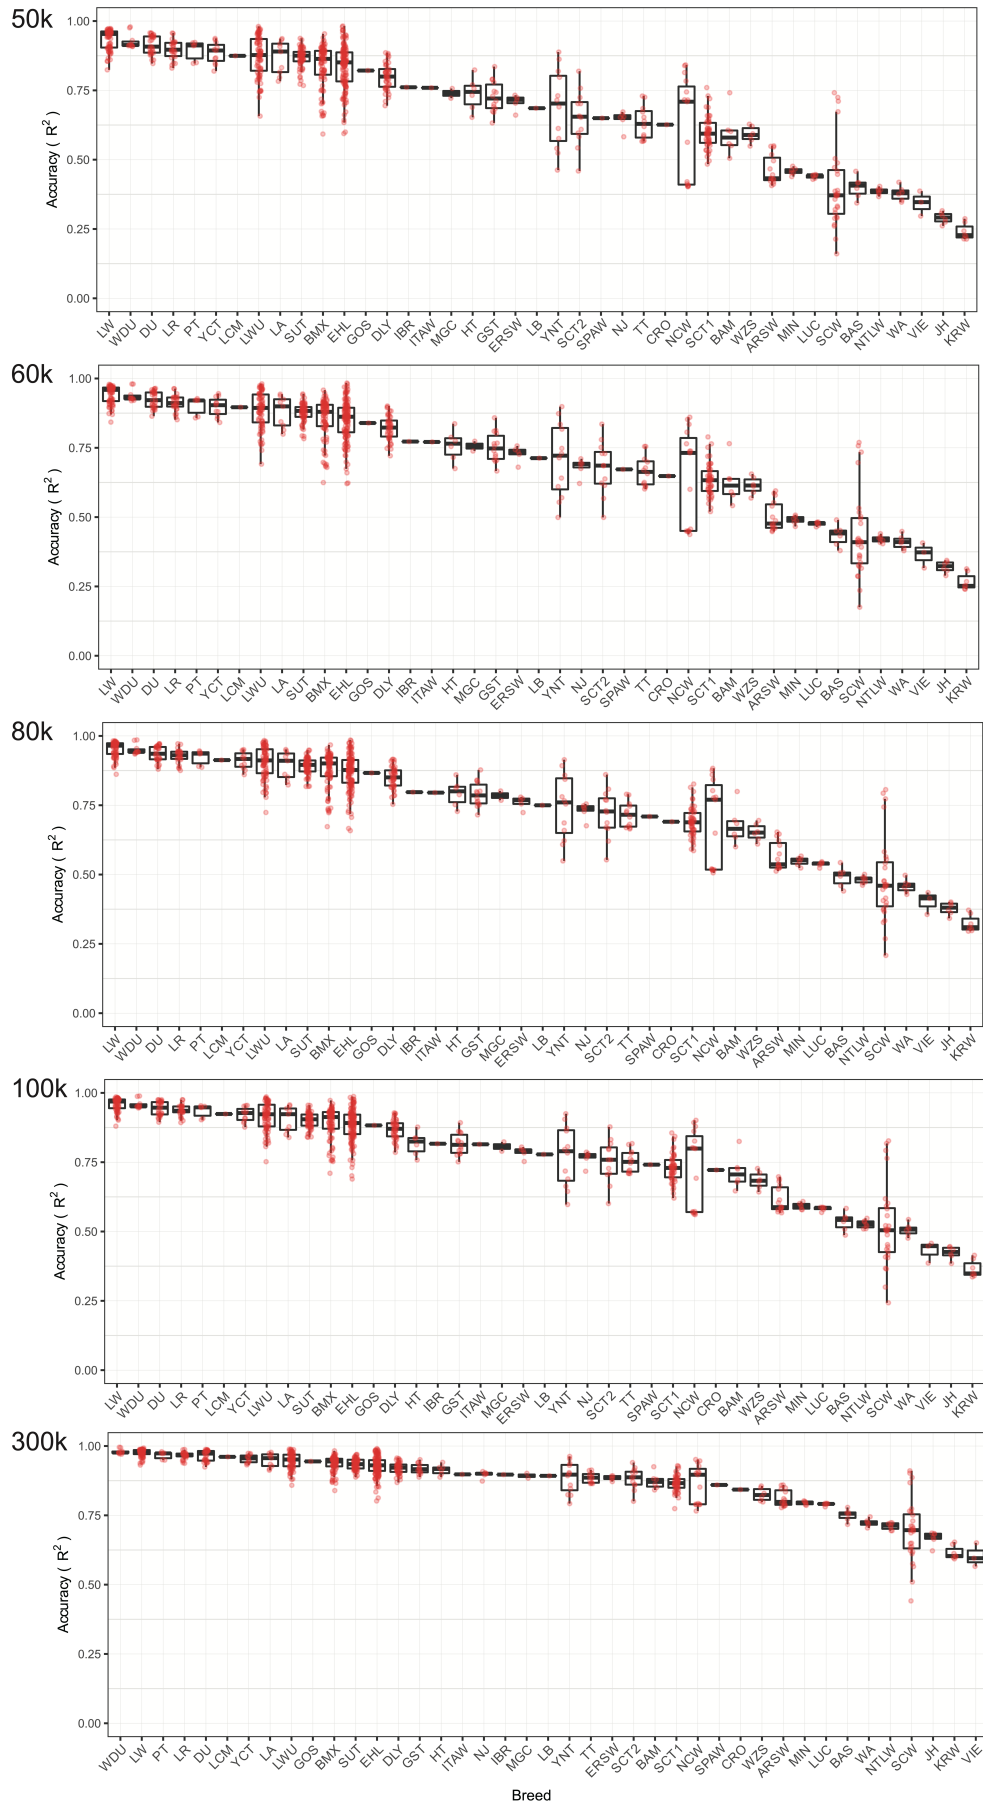 50k
1.00
0.75
0.50
0.25
0.00
Accuracy ( R² )
LW WDU DU LR PT YCT LCM LWU LA SUT BMX EHL GOS DLY IBR ITAW MGC HT GST ERSW LB YNT SCT2 SPAW NJ TT CRO NCW SCT1 BAM WZS ARSW MIN LUC SCW BAS NTLW WA VIE JH KRW
60k
1.00
0.75
0.50
0.25
0.00
Accuracy ( R² )
LW WDU DU LR PT YCT LCM LWU LA SUT BMX EHL GOS DLY IBR ITAW HT MGC GST ERSW LB YNT NJ SCT2 SPAW TT CRO NCW SCT1 BAM WZS ARSW MIN LUC BAS SCW NTLW WA VIE JH KRW
80k
1.00
0.75
0.50
0.25
0.00
Accuracy ( R² )
LW WDU DU LR PT LCM YCT LWU LA SUT BMX EHL GOS DLY IBR ITAW HT GST MGC ERSW LB YNT NJ SCT2 TT SPAW CRO SCT1 NCW BAM WZS ARSW MIN LUC BAS NTLW SCW WA VIE JH KRW
100k
1.00
0.75
0.50
0.25
0.00
Accuracy ( R² )
LW WDU DU LR PT LCM YCT LWU LA SUT BMX EHL GOS DLY HT IBR GST ITAW MGC ERSW LB YNT NJ SCT2 TT SPAW SCT1 NCW CRO BAM WZS ARSW MIN LUC BAS NTLW SCW WA VIE JH KRW
300k
1.00
0.75
0.50
0.25
0.00
Accuracy ( R² )
WDU LW PT LR DU LCM YCT LA LWU GOS BMX SUT EHL DLY GST HT ITAW NJ IBR MGC LB YNT TT ERSW SCT2 BAM SCT1 NCW SPAW CRO WZS ARSW MIN LUC BAS WA NTLW SCW JH KRW VIE
Breed